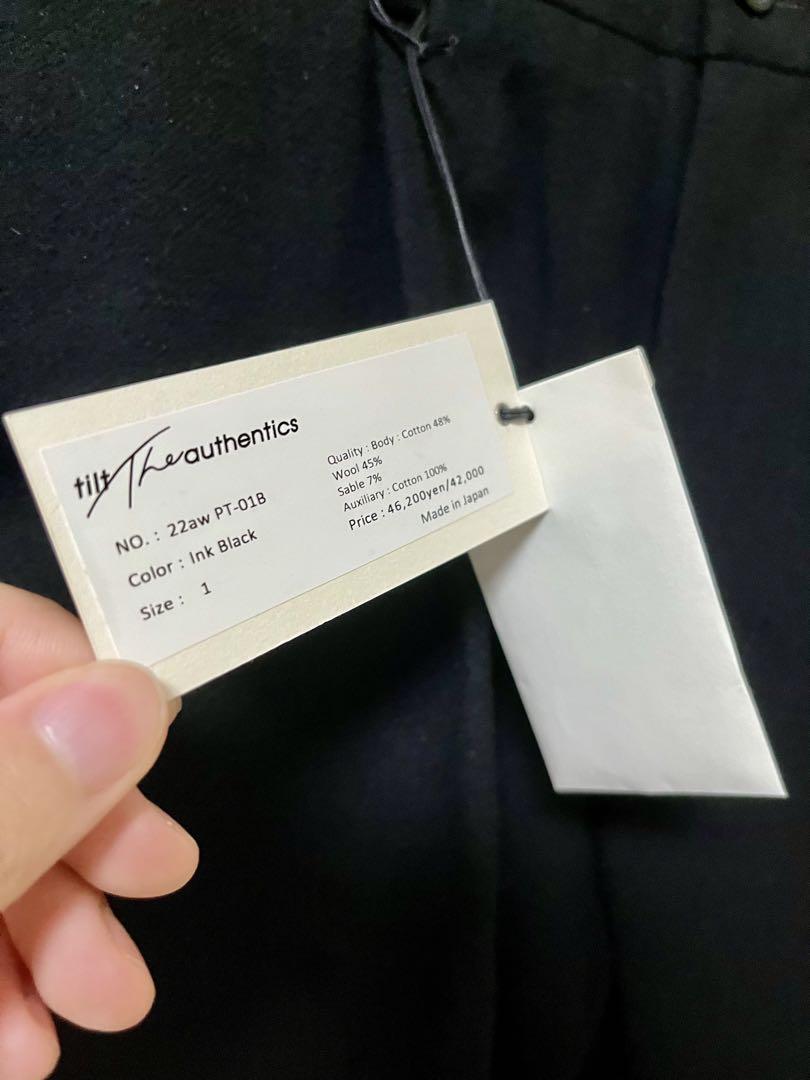 tilt The authentics
NO. : 22aw PT-01B
Color : Ink Black
Size : 1
Quality : Body : Cotton 48%
Wool 45%
Sable 7%
Auxiliary : Cotton 100%
Price : 46,200yen/42,000
Made in Japan